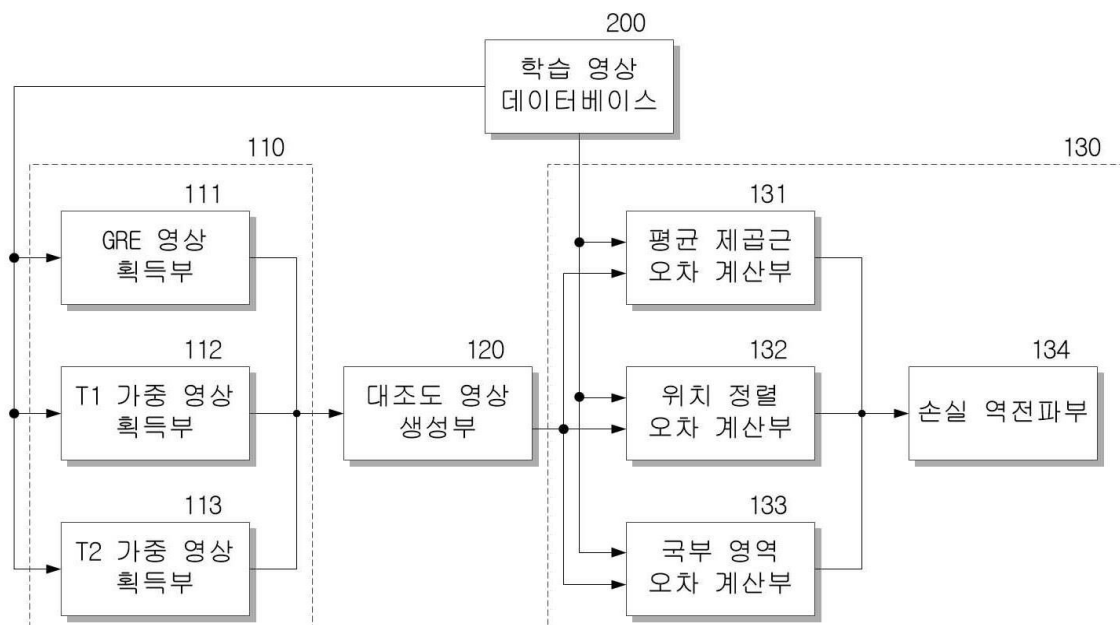 200
학습 영상
데이터베이스
110
130
111
GRE 영상
획득부
131
평균 제곱근
오차 계산부
112
T1 가중 영상
획득부
120
대조도 영상
생성부
132
위치 정렬
오차 계산부
134
손실 역전파부
113
T2 가중 영상
획득부
133
국부 영역
오차 계산부